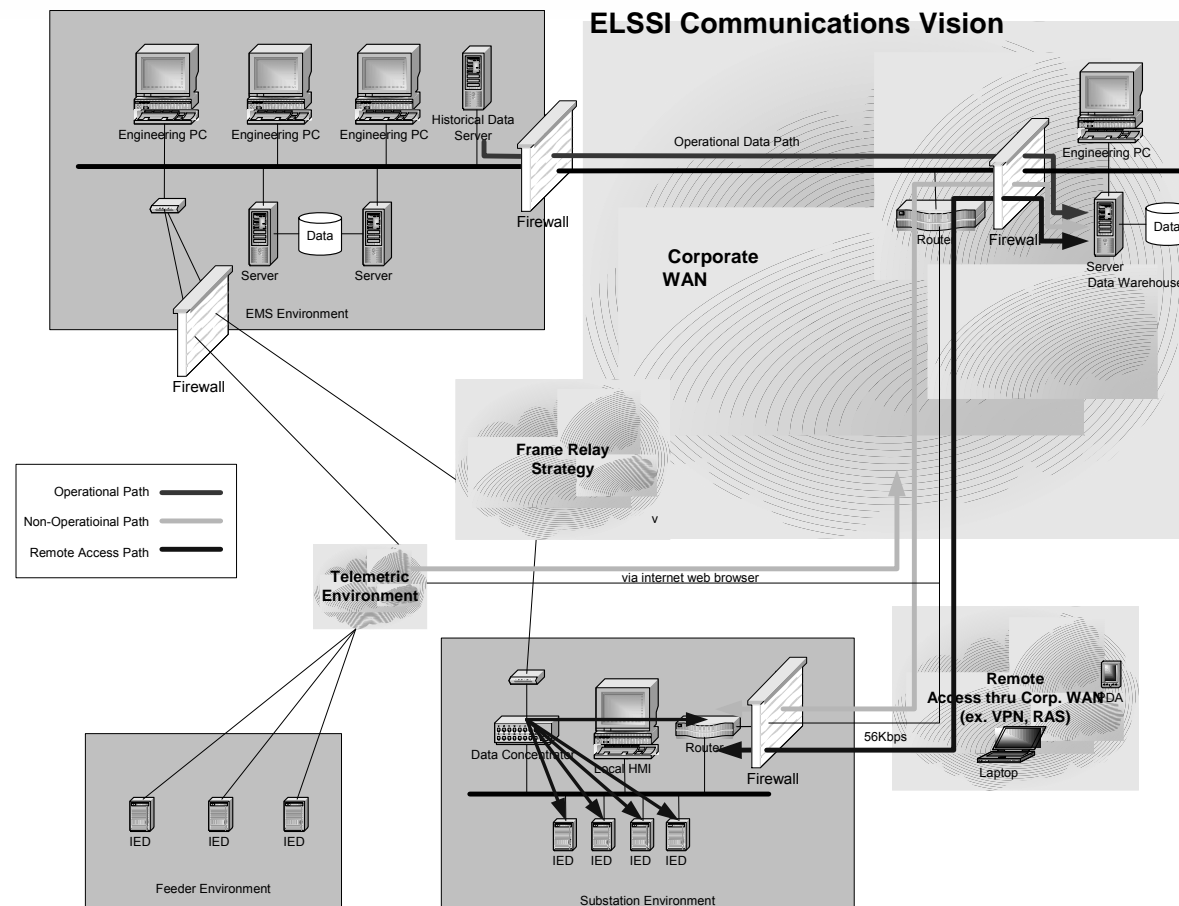 ELSSI Communications Vision
Engineering PC
Engineering PC
Engineering PC
Historical Data
Server
Firewall
Operational Data Path
Engineering PC
Server
Data
Server
EMS Environment
Firewall
Router
Firewall
Server
Data
Data Warehouse
Corporate
WAN
Frame Relay
Strategy
v
Operational Path
Non-Operatioinal Path
Remote Access Path
Telemetric
Environment
via internet web browser
Remote
Access thru Corp. WAN
(ex. VPN, RAS)
PDA
Laptop
56Kbps
Data Concentrator
Local HMI
Router
Firewall
IED
IED
IED
IED
Substation Environment
IED
IED
IED
Feeder Environment